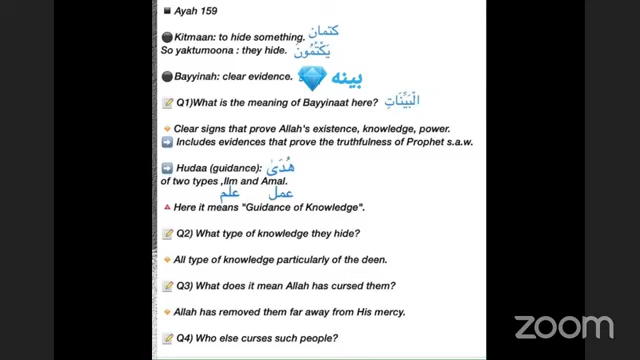 Ayah 159
Kitmaan: to hide something. كتمان
So yaktumoona : they hide. يَكْتُمُونَ
Bayyinah: clear evidence. بينه
Q1)What is the meaning of Bayyinaat here? الْبَيِّنَاتِ
Clear signs that prove Allah's existence, knowledge, power.
Includes evidences that prove the truthfulness of Prophet s.a.w.
Hudaa (guidance): هُدًى
of two types ,Ilm and Amal.
علم عمل
Here it means "Guidance of Knowledge".
Q2) What type of knowledge they hide?
All type of knowledge particularly of the deen.
Q3) What does it mean Allah has cursed them?
Allah has removed them far away from His mercy.
Q4) Who else curses such people?
zoom